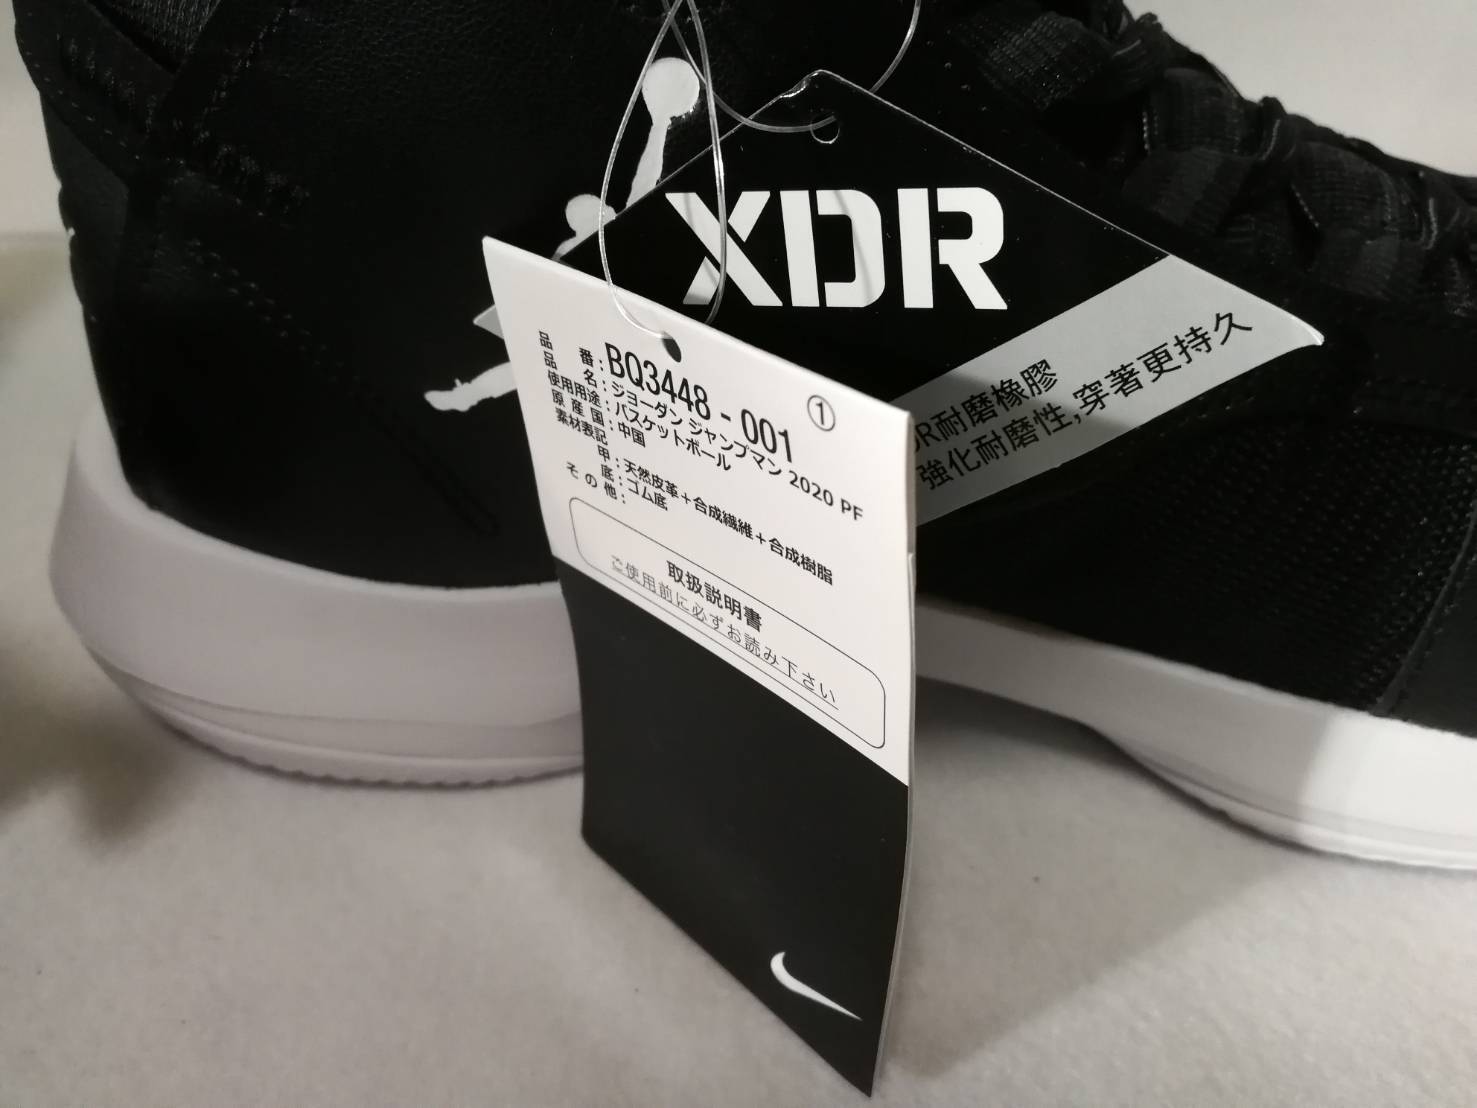 XDR
DR耐磨橡膠
強化耐磨性,穿著更持久
①
品 番:BQ3448-001
品 名:ジョーダン ジャンプマン 2020 PF
使用用途:バスケットボール
原産国:中国
素材表記
甲:天然皮革+合成繊維+合成樹脂
底:ゴム底
その他:
取扱説明書
ご使用前に必ずお読み下さい